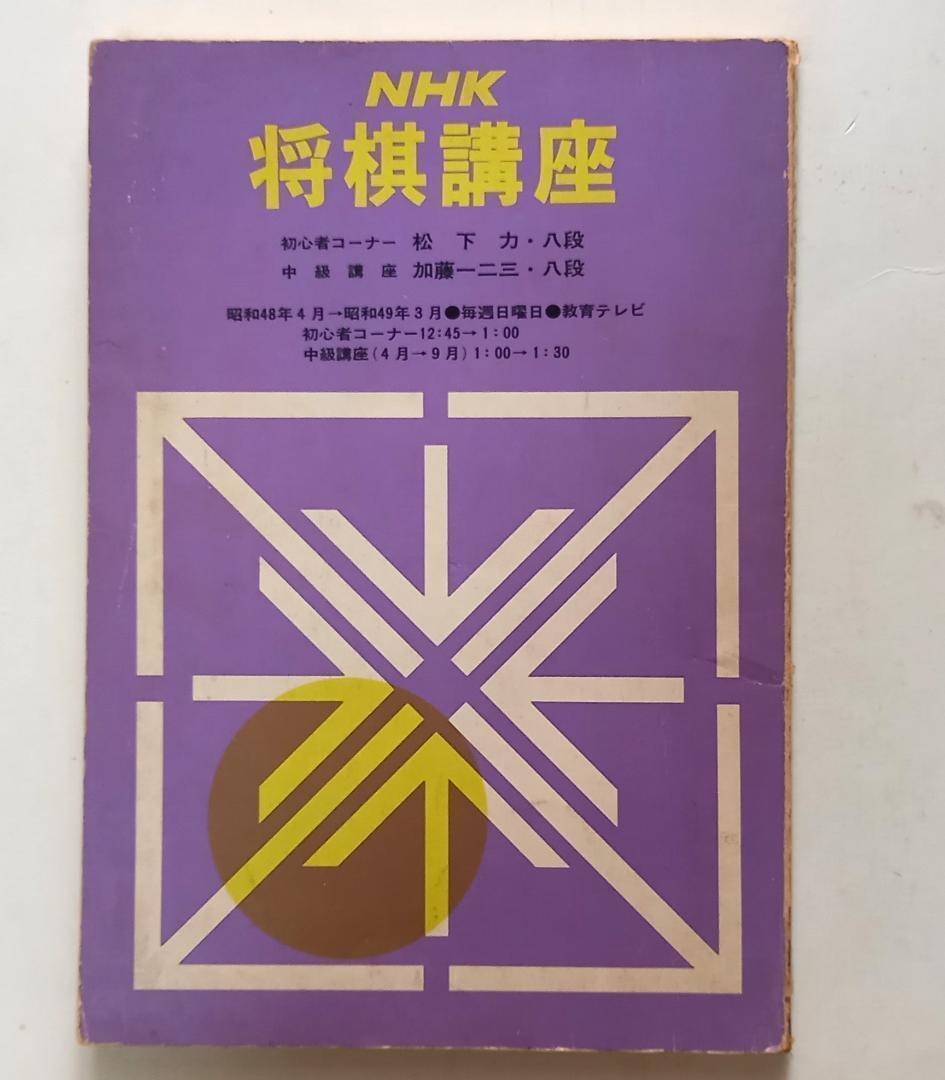 NHK
将棋講座
初心者コーナー 松下力・八段
中級講座 加藤一二三・八段
昭和48年4月→昭和49年3月●毎週日曜日●教育テレビ
初心者コーナー12:45→1:00
中級講座(4月→9月)1:00→1:30